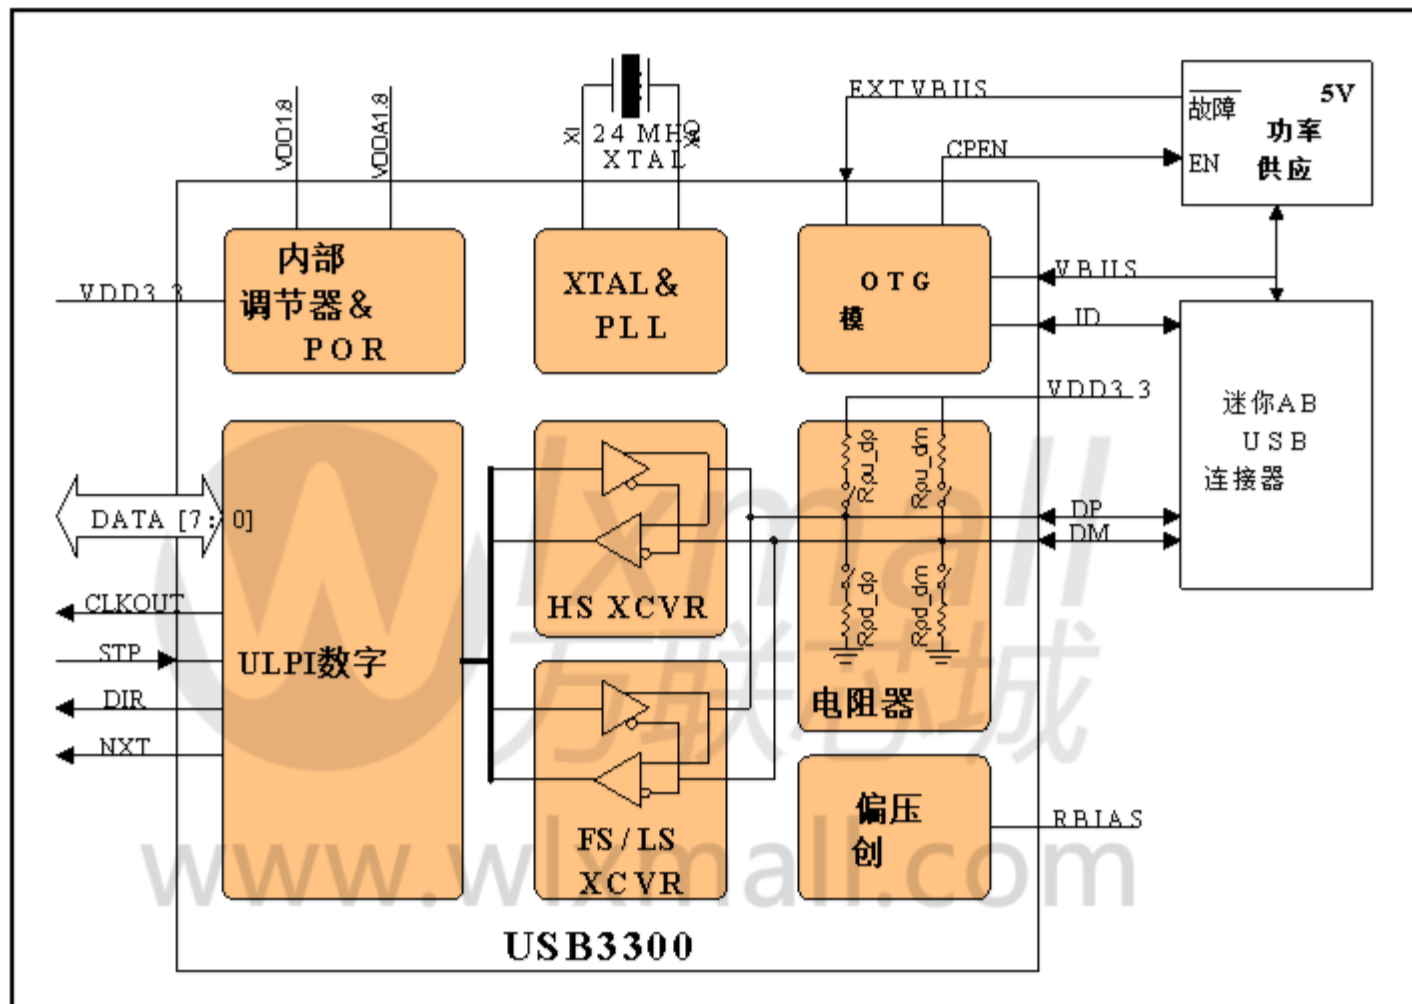 EXTVBUS
故障
5V
功率
供应
CPEN
EN
VDD1.8
VDDA1.8
XI
24 MHz
XO
XTAL
内部
调节器&
POR
VDD3.3
XTAL&
PLL
OTG
模
VBUS
ID
VDD3.3
迷你AB
USB
连接器
Rpu_dp
Rpu_dm
DATA [7:0]
DP
DM
Rpd_dp
Rpd_dm
HS XCVR
CLKOUT
STP
ULPI数字
DIR
NXT
电阻器
FS/LS
XCVR
偏压
创
RBIAS
USB3300
lxmall
万联芯城
www.wlxmall.com